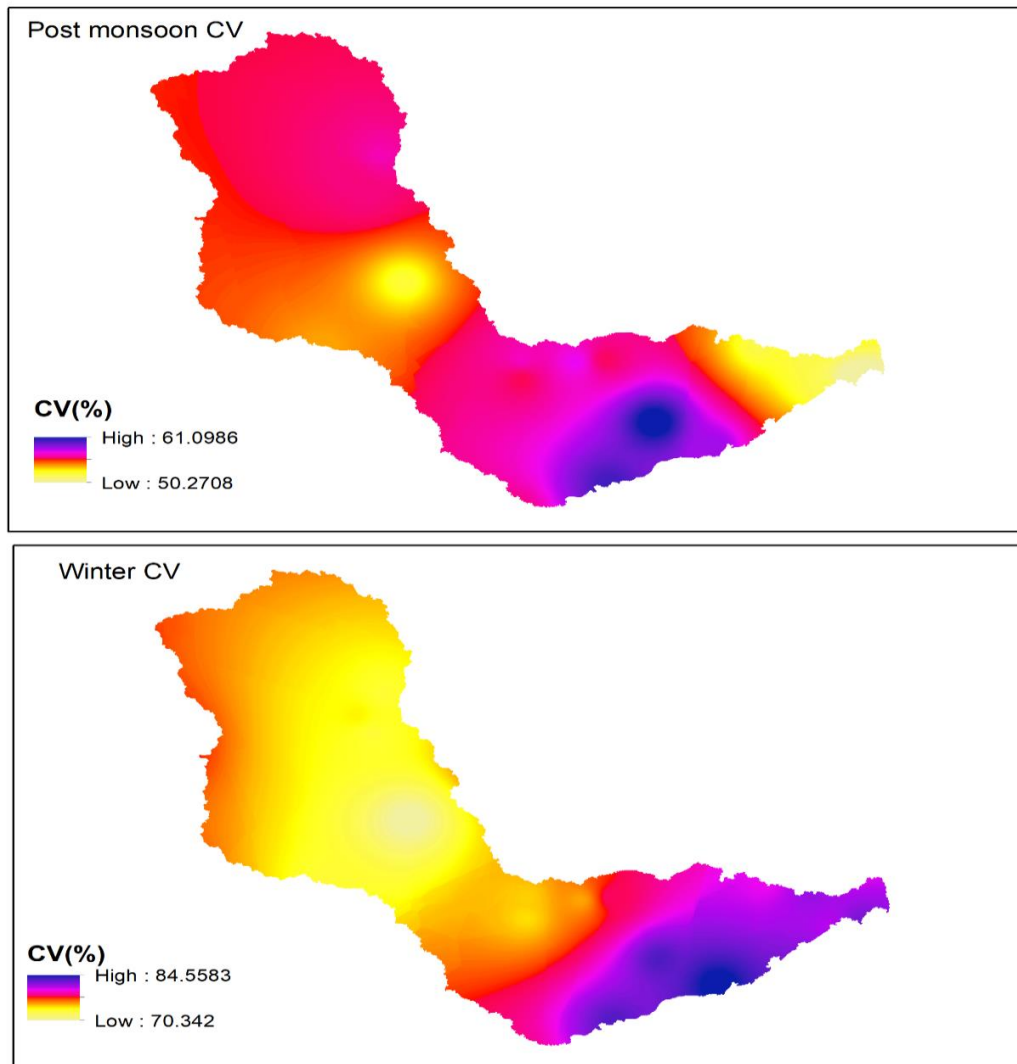 Post monsoon CV
CV(%)
High : 61.0986
Low : 50.2708
Winter CV
CV(%)
High : 84.5583
Low : 70.342